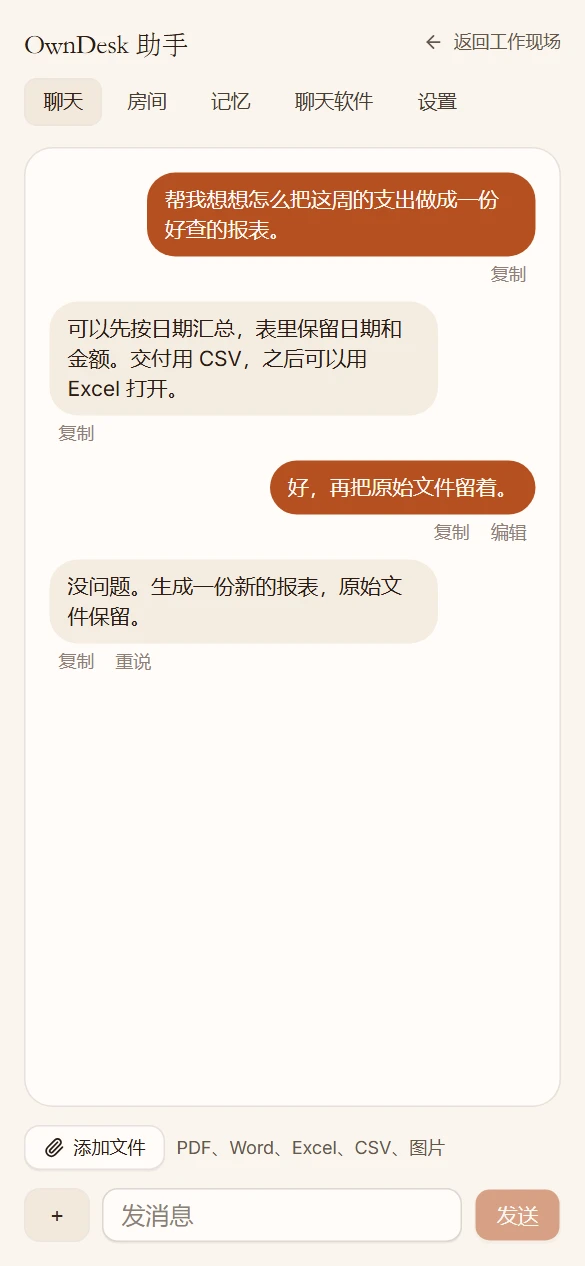 OwnDesk 助手
← 返回工作现场
聊天 房间 记忆 聊天软件 设置
帮我想想怎么把这周的支出做成一份
好查的报表。
复制
可以先按日期汇总，表里保留日期和
金额。交付用 CSV，之后可以用
Excel 打开。
复制
好，再把原始文件留着。
复制 编辑
没问题。生成一份新的报表，原始文
件保留。
复制 重说
添加文件 PDF、Word、Excel、CSV、图片
+ 发消息 发送